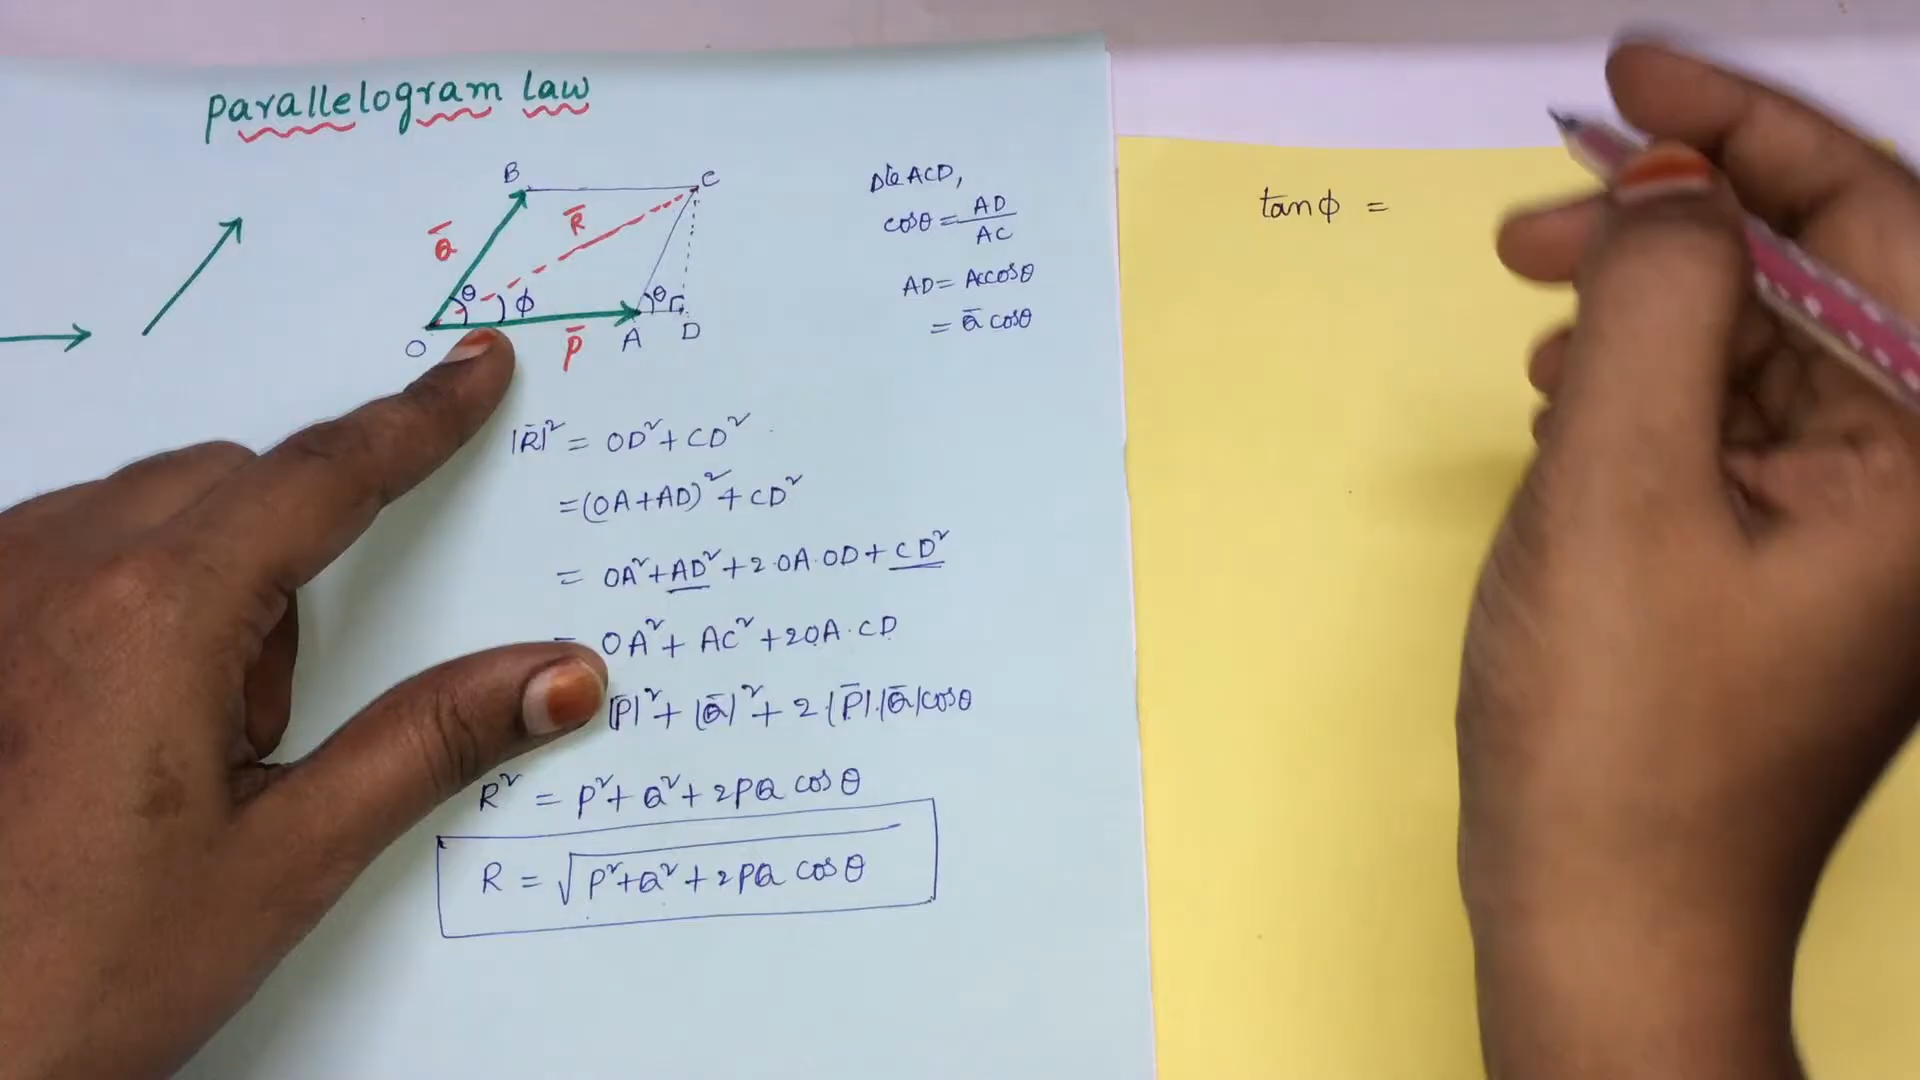 parallelogram law
B
C
Q̅
R̅
θ
ϕ
θ
O
P̅
A
D
Δle ACD,
cosθ = AD/AC
AD = ACcosθ
= Q̅ cosθ
|R̅|² = OD² + CD²
= (OA + AD)² + CD²
= OA² + AD² + 2·OA·OD + CD²
= OA² + AC² + 2OA·CD
|P̅|² + |Q̅|² + 2·|P̅|·|Q̅|cosθ
R² = P² + Q² + 2PQ cosθ
R = √P² + Q² + 2PQ cosθ
tanϕ =